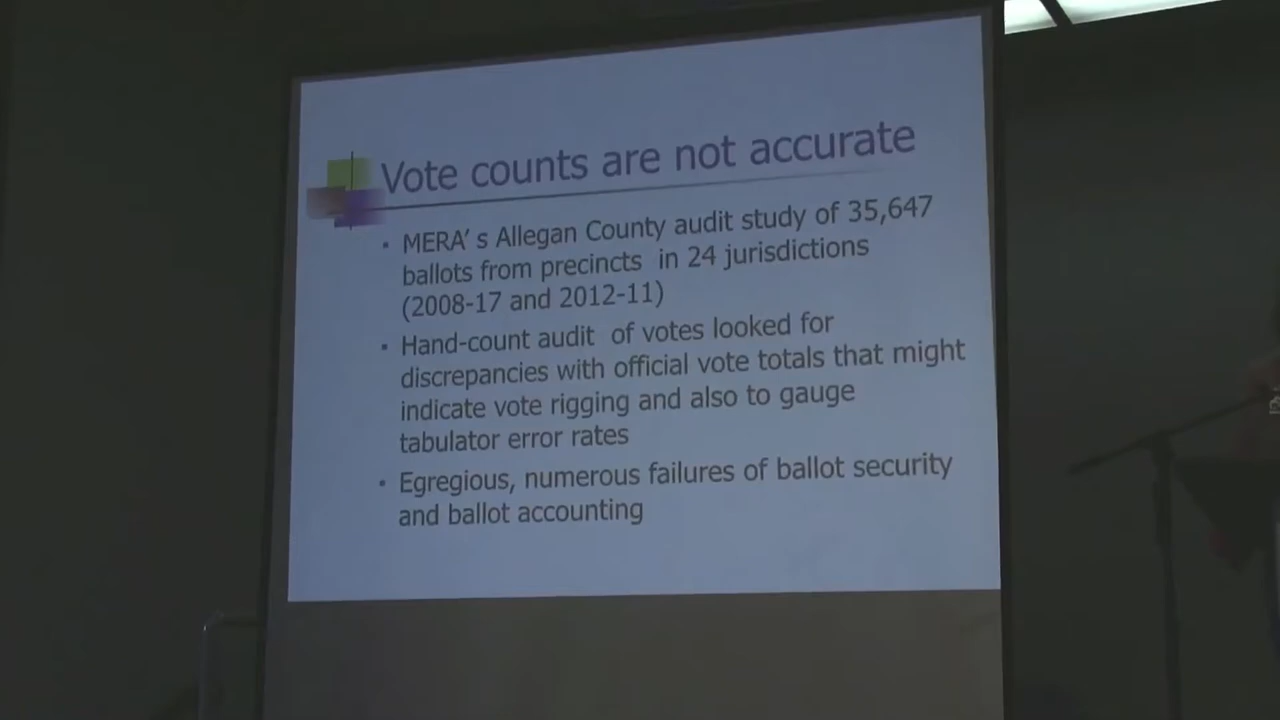 Vote counts are not accurate
▪ MERA’ s Allegan County audit study of 35,647
ballots from precincts in 24 jurisdictions
(2008-17 and 2012-11)
▪ Hand-count audit of votes looked for
discrepancies with official vote totals that might
indicate vote rigging and also to gauge
tabulator error rates
▪ Egregious, numerous failures of ballot security
and ballot accounting